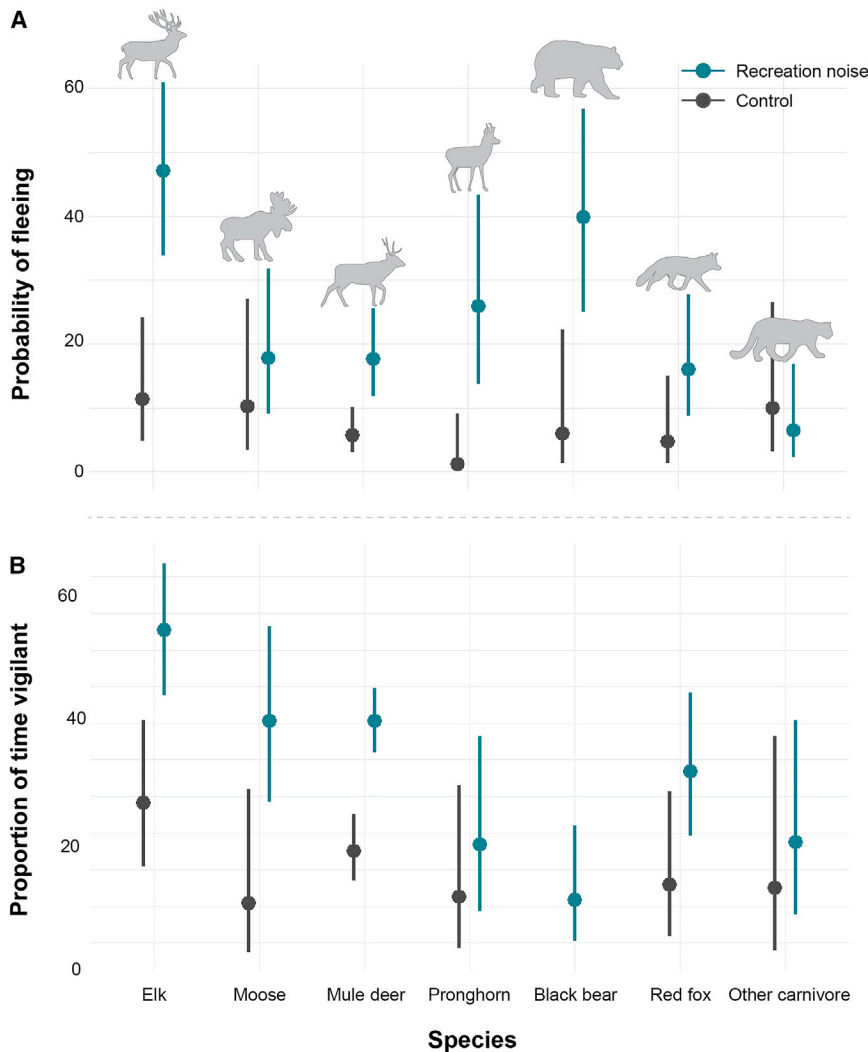 A
Recreation noise
Control
Probability of fleeing
60
40
20
0
B
Proportion of time vigilant
60
40
20
0
Elk Moose Mule deer Pronghorn Black bear Red fox Other carnivore
Species